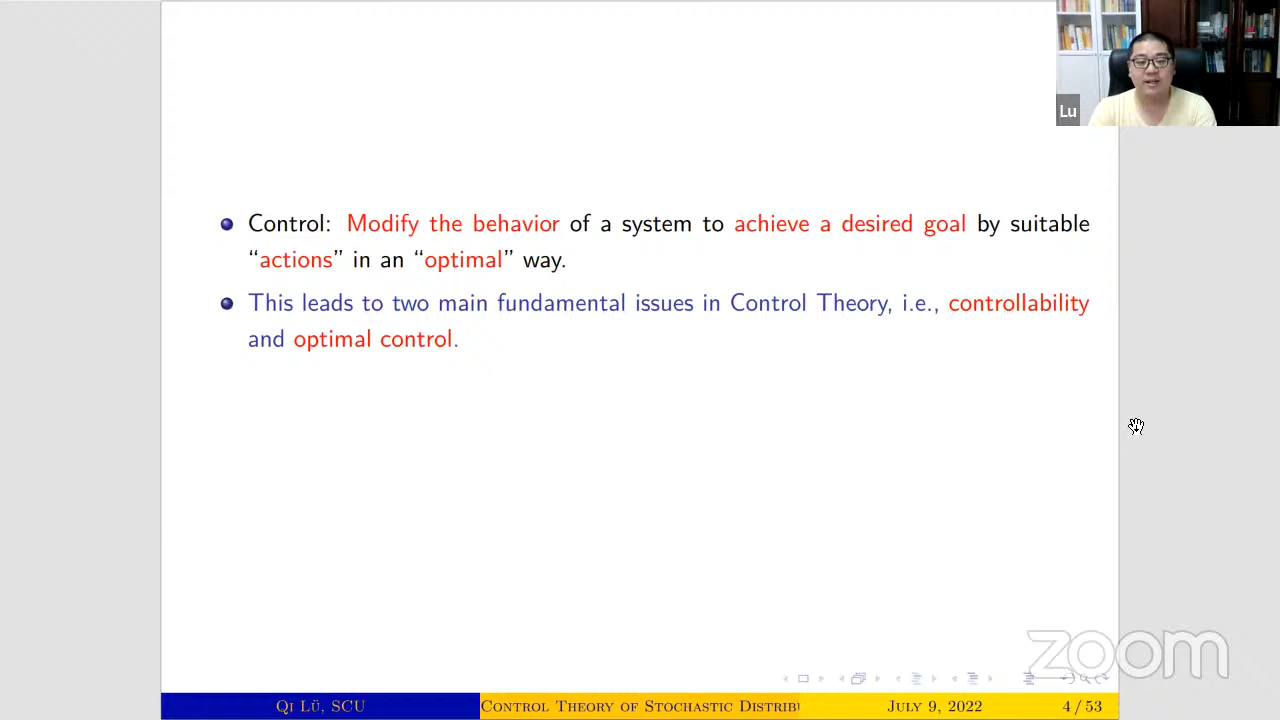 Lu
Control: Modify the behavior of a system to achieve a desired goal by suitable
“actions” in an “optimal” way.
This leads to two main fundamental issues in Control Theory, i.e., controllability
and optimal control.
zoom
Qi Lü, SCU
Control Theory of Stochastic Distribu
July 9, 2022
4 / 53